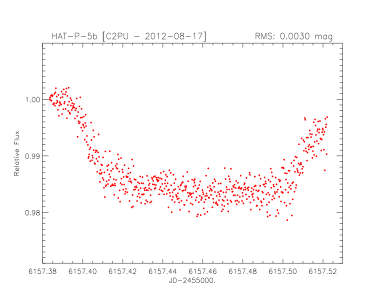 HAT-P-5b [C2PU - 2012-08-17] RMS: 0.0030 mag
1.00
0.99
0.98
Relative Flux
6157.38 6157.40 6157.42 6157.44 6157.46 6157.48 6157.50 6157.52
JD-2455000.